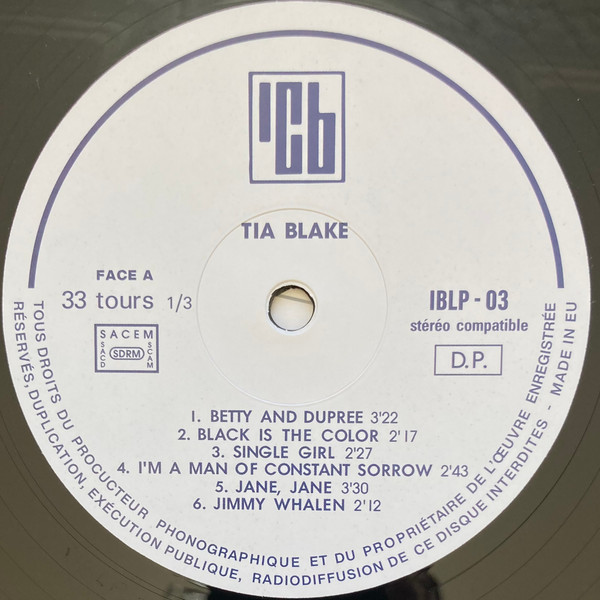 ICb
TIA BLAKE
FACE A
33 tours 1/3
SACEM
SACD
SDRM
SCAM
IBLP - 03
stéréo compatible
D.P.
1. BETTY AND DUPREE 3'22
2. BLACK IS THE COLOR 2'17
3. SINGLE GIRL 2'27
4. I'M A MAN OF CONSTANT SORROW 2'43
5. JANE, JANE 3'30
6. JIMMY WHALEN 2'12
TOUS DROITS DU PROCUCTEUR PHONOGRAPHIQUE ET DU PROPRIÉTAIRE DE L'ŒUVRE ENREGISTRÉE
RÉSERVÉS, DUPLICATION, EXÉCUTION PUBLIQUE, RADIODIFFUSION DE CE DISQUE INTERDITES - MADE IN EU